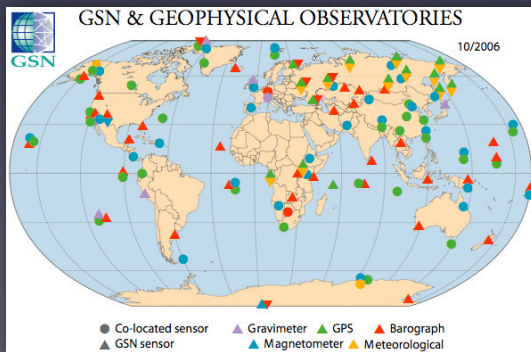 GSN & GEOPHYSICAL OBSERVATORIES
GSN
10/2006
Co-located sensor
Gravimeter
GPS
Barograph
GSN sensor
Magnetometer
Meteorological